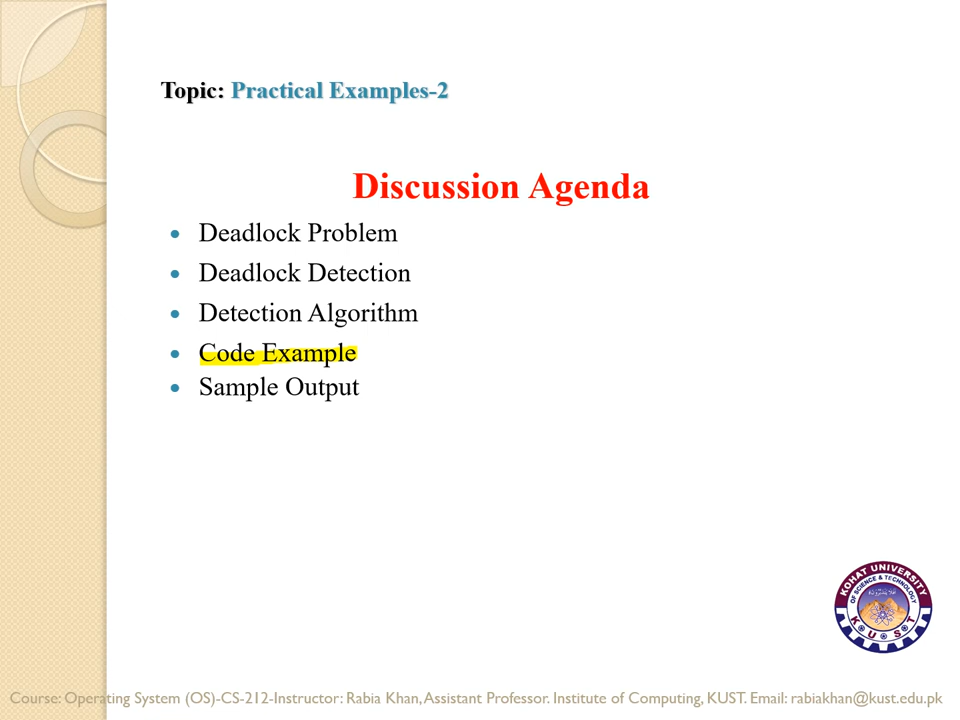 Topic: Practical Examples-2
Discussion Agenda
• Deadlock Problem
• Deadlock Detection
• Detection Algorithm
• Code Example
• Sample Output
KOHAT UNIVERSITY
OF SCIENCE & TECHNOLOGY
K U S T
Course: Operating System (OS)-CS-212-Instructor: Rabia Khan, Assistant Professor. Institute of Computing, KUST. Email: rabiakhan@kust.edu.pk